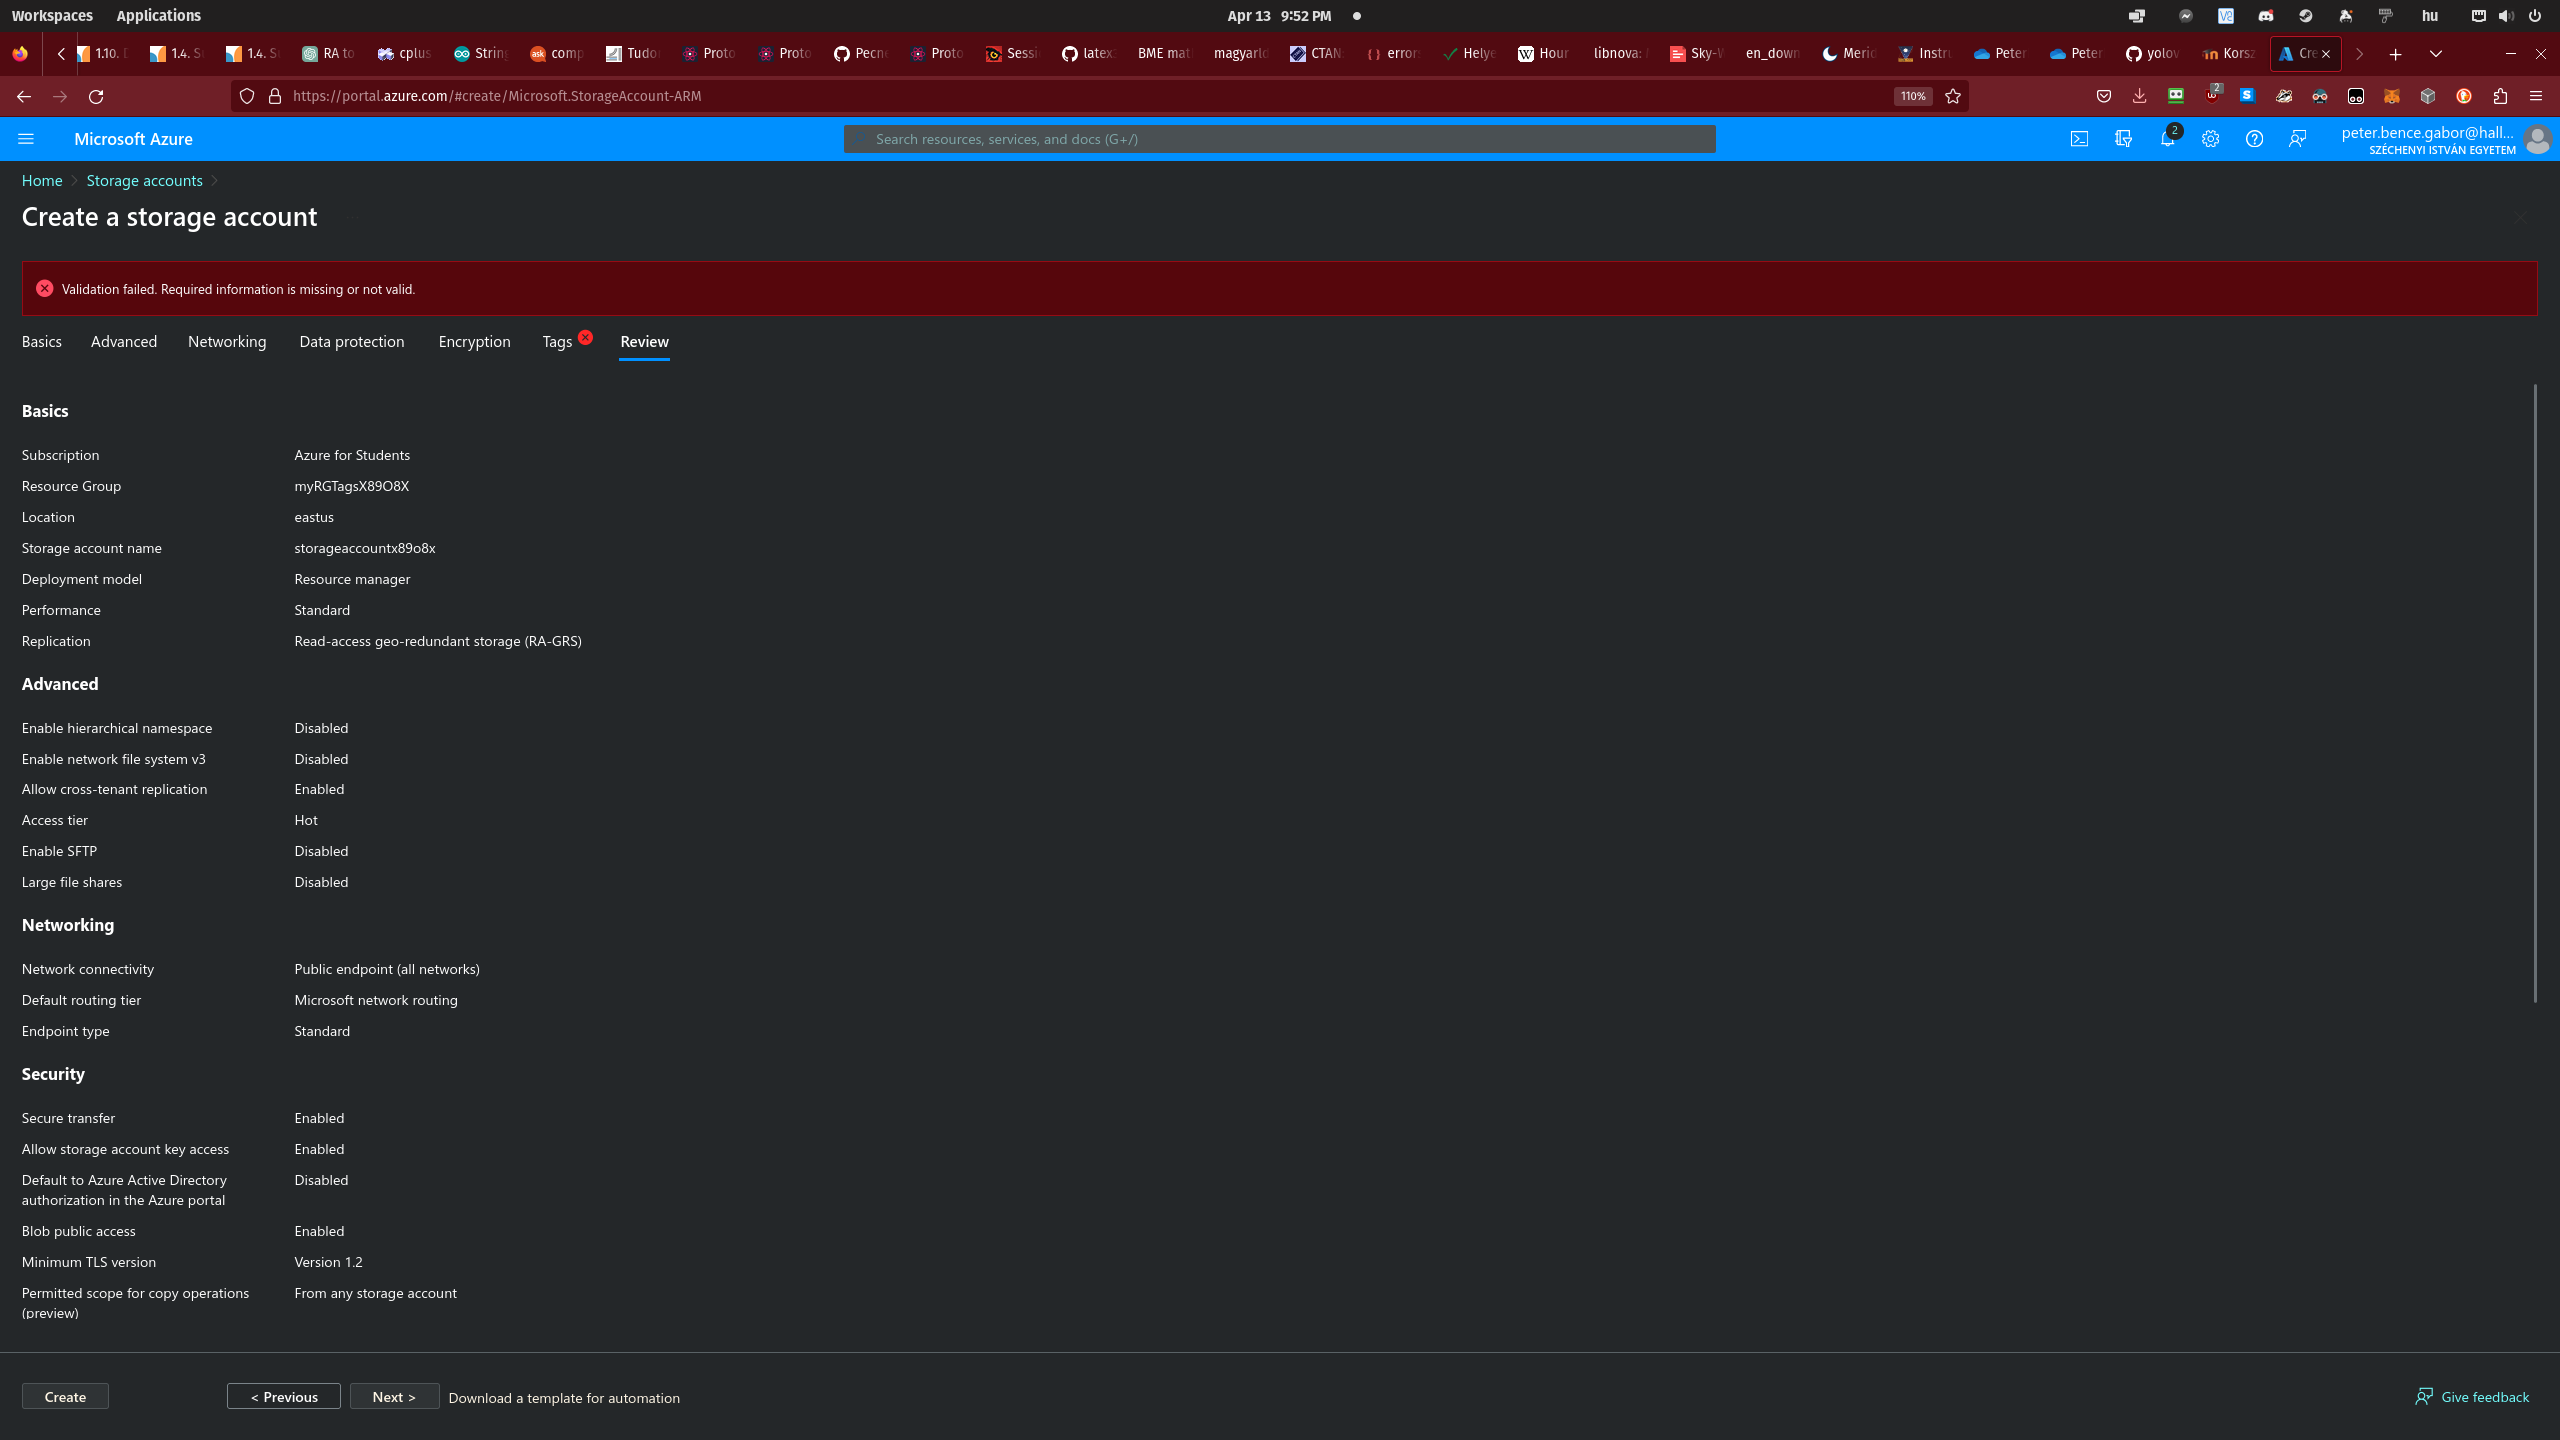 Workspaces Applications Apr 13 9:52 PM hu
1.10. 1.4. 1.4. RA to cplus String comp Tudo Proto Proto Pecne Proto Sessi latex BME mat magyarld CTAN: errors Helye Hour libnova: Sky-W en_down Merid Instru Peter Peter yolov Korsz Cre
https://portal.azure.com/#create/Microsoft.StorageAccount-ARM 110% 2
Microsoft Azure Search resources, services, and docs (G+/) 2 peter.bence.gabor@hall...
SZÉCHENYI ISTVÁN EGYETEM
Home Storage accounts
Create a storage account
Validation failed. Required information is missing or not valid.
Basics Advanced Networking Data protection Encryption Tags Review
Basics
Subscription Azure for Students
Resource Group myRGTagsX89O8X
Location eastus
Storage account name storageaccountx89o8x
Deployment model Resource manager
Performance Standard
Replication Read-access geo-redundant storage (RA-GRS)
Advanced
Enable hierarchical namespace Disabled
Enable network file system v3 Disabled
Allow cross-tenant replication Enabled
Access tier Hot
Enable SFTP Disabled
Large file shares Disabled
Networking
Network connectivity Public endpoint (all networks)
Default routing tier Microsoft network routing
Endpoint type Standard
Security
Secure transfer Enabled
Allow storage account key access Enabled
Default to Azure Active Directory Disabled
authorization in the Azure portal
Blob public access Enabled
Minimum TLS version Version 1.2
Permitted scope for copy operations From any storage account
(preview)
Create < Previous Next > Download a template for automation Give feedback